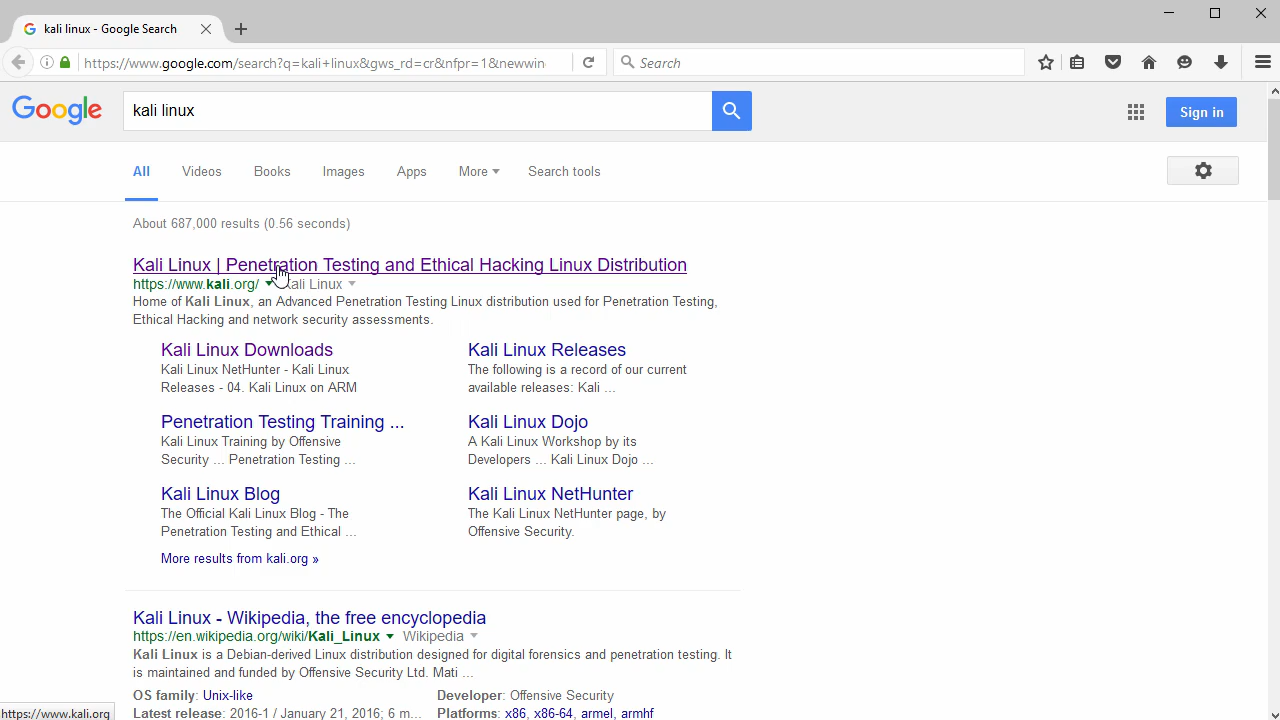 kali linux - Google Search
https://www.google.com/search?q=kali+linux&gws_rd=cr&nfpr=1&newwin
Search
Google
kali linux
Sign in
All
Videos
Books
Images
Apps
More
Search tools
About 687,000 results (0.56 seconds)
Kali Linux | Penetration Testing and Ethical Hacking Linux Distribution
https://www.kali.org/ Kali Linux
Home of Kali Linux, an Advanced Penetration Testing Linux distribution used for Penetration Testing,
Ethical Hacking and network security assessments.
Kali Linux Downloads
Kali Linux NetHunter - Kali Linux
Releases - 04. Kali Linux on ARM
Kali Linux Releases
The following is a record of our current
available releases: Kali ...
Penetration Testing Training ...
Kali Linux Training by Offensive
Security ... Penetration Testing ...
Kali Linux Dojo
A Kali Linux Workshop by its
Developers ... Kali Linux Dojo ...
Kali Linux Blog
The Official Kali Linux Blog - The
Penetration Testing and Ethical ...
Kali Linux NetHunter
The Kali Linux NetHunter page, by
Offensive Security.
More results from kali.org »
Kali Linux - Wikipedia, the free encyclopedia
https://en.wikipedia.org/wiki/Kali_Linux Wikipedia
Kali Linux is a Debian-derived Linux distribution designed for digital forensics and penetration testing. It
is maintained and funded by Offensive Security Ltd. Mati ...
OS family: Unix-like
Developer: Offensive Security
Latest release: 2016-1 / January 21, 2016; 6 m...
Platforms: x86, x86-64, armel, armhf
https://www.kali.org